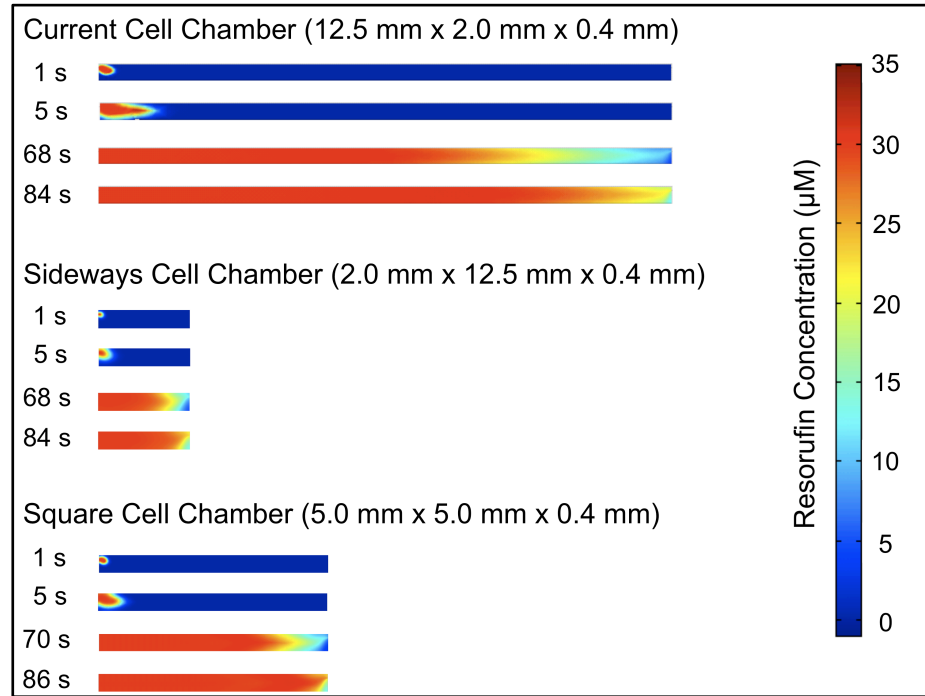 Current Cell Chamber (12.5 mm x 2.0 mm x 0.4 mm)
1 s
5 s
68 s
84 s
Sideways Cell Chamber (2.0 mm x 12.5 mm x 0.4 mm)
1 s
5 s
68 s
84 s
Square Cell Chamber (5.0 mm x 5.0 mm x 0.4 mm)
1 s
5 s
70 s
86 s
Resorufin Concentration (µM)
35
30
25
20
15
10
5
0